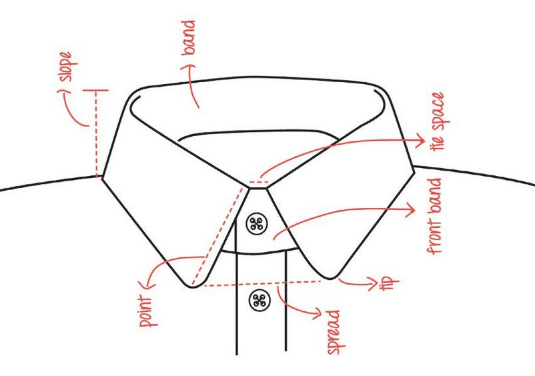 slope
band
tie space
front band
tip
point
spread